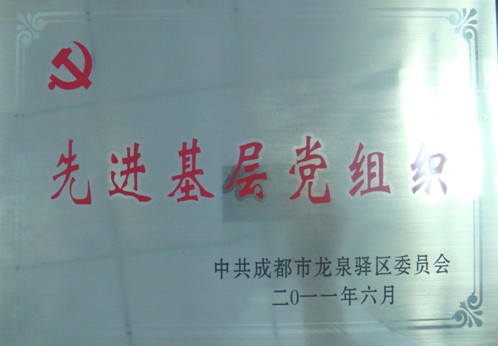 先进基层党组织
中共成都市龙泉驿区委员会
二0一一年六月